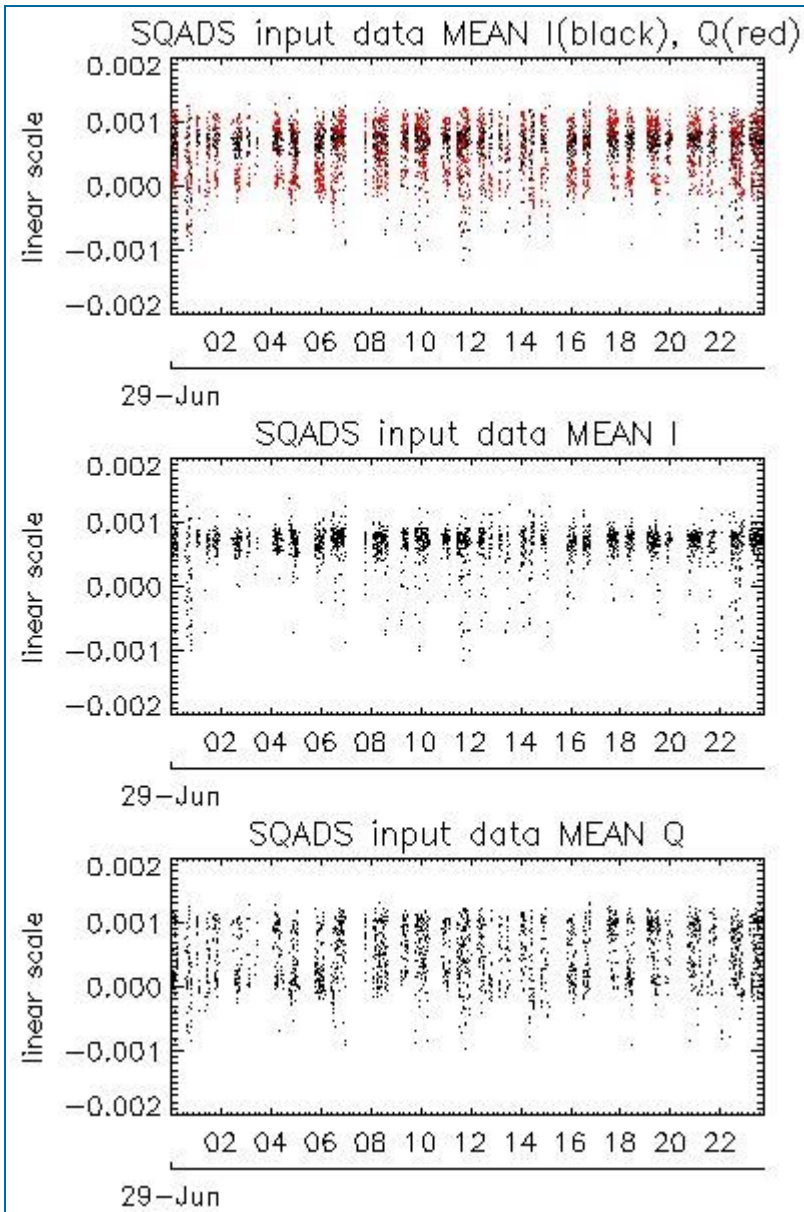 SQADS input data MEAN I(black), Q(red)
linear scale
0.002
0.001
0.000
-0.001
-0.002
02 04 06 08 10 12 14 16 18 20 22
29-Jun
SQADS input data MEAN I
linear scale
0.002
0.001
0.000
-0.001
-0.002
02 04 06 08 10 12 14 16 18 20 22
29-Jun
SQADS input data MEAN Q
linear scale
0.002
0.001
0.000
-0.001
-0.002
02 04 06 08 10 12 14 16 18 20 22
29-Jun